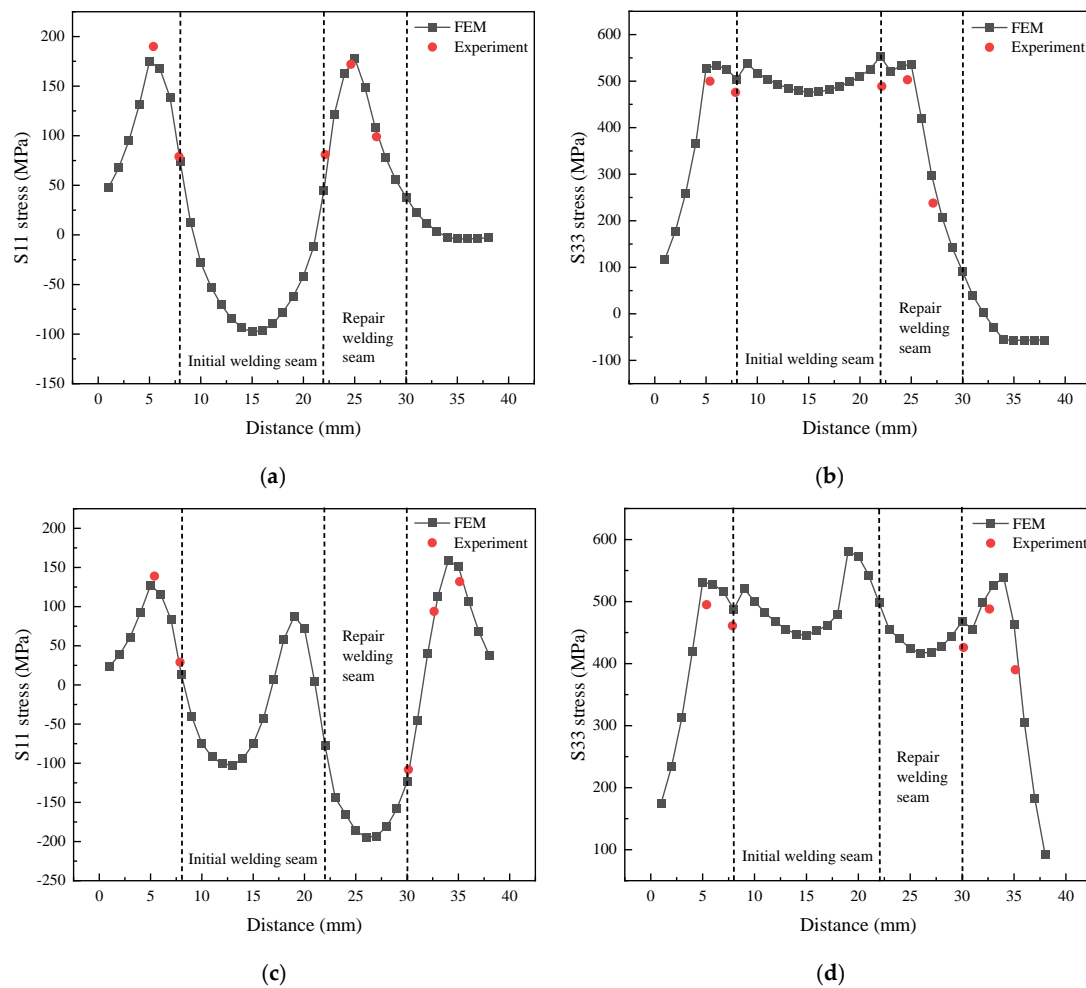 200
150
100
50
0
-50
-100
-150
S11 stress (MPa)
FEM
Experiment
Initial welding seam
Repair
welding
seam
0 5 10 15 20 25 30 35 40
Distance (mm)
(a)
600
500
400
300
200
100
0
-100
S33 stress (MPa)
FEM
Experiment
Initial welding seam
Repair
welding
seam
0 5 10 15 20 25 30 35 40
Distance (mm)
(b)
200
150
100
50
0
-50
-100
-150
-200
-250
S11 stress (MPa)
FEM
Experiment
Repair
welding
seam
Initial welding seam
0 5 10 15 20 25 30 35 40
Distance (mm)
(c)
600
500
400
300
200
100
S33 stress (MPa)
FEM
Experiment
Repair
welding
seam
Initial welding seam
0 5 10 15 20 25 30 35 40
Distance (mm)
(d)